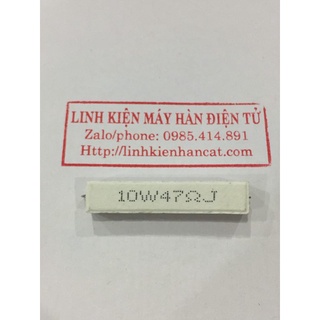 LINH KIỆN MÁY HÀN ĐIỆN TỬ
Zalo/phone: 0985.414.891
Http://linhkienhancat.com
10W47ΩJ